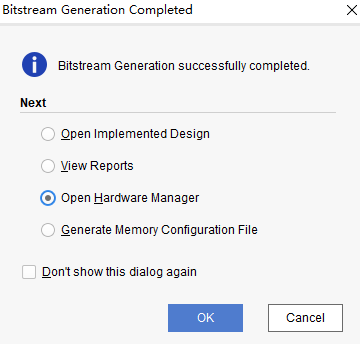 Bitstream Generation Completed
Bitstream Generation successfully completed.
Next
Open Implemented Design
View Reports
Open Hardware Manager
Generate Memory Configuration File
Don't show this dialog again
OK
Cancel